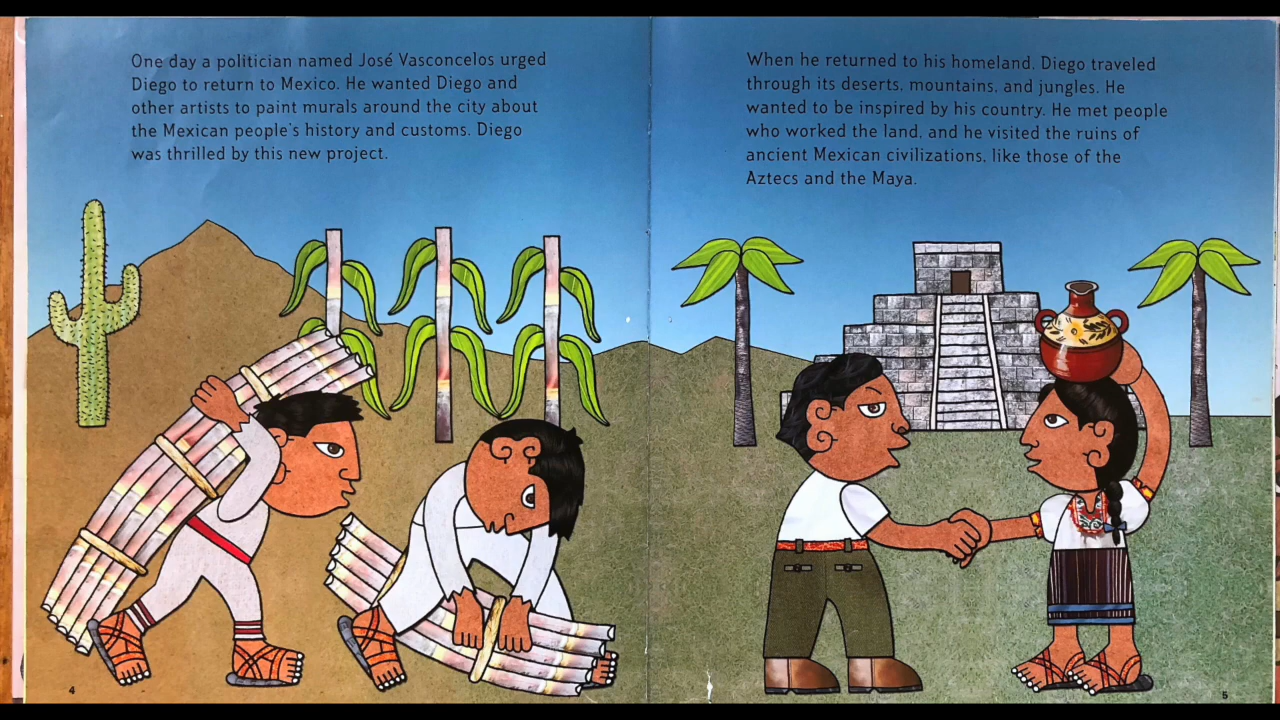 One day a politician named José Vasconcelos urged
Diego to return to Mexico. He wanted Diego and
other artists to paint murals around the city about
the Mexican people's history and customs. Diego
was thrilled by this new project.
4
When he returned to his homeland, Diego traveled
through its deserts, mountains, and jungles. He
wanted to be inspired by his country. He met people
who worked the land, and he visited the ruins of
ancient Mexican civilizations, like those of the
Aztecs and the Maya.
5